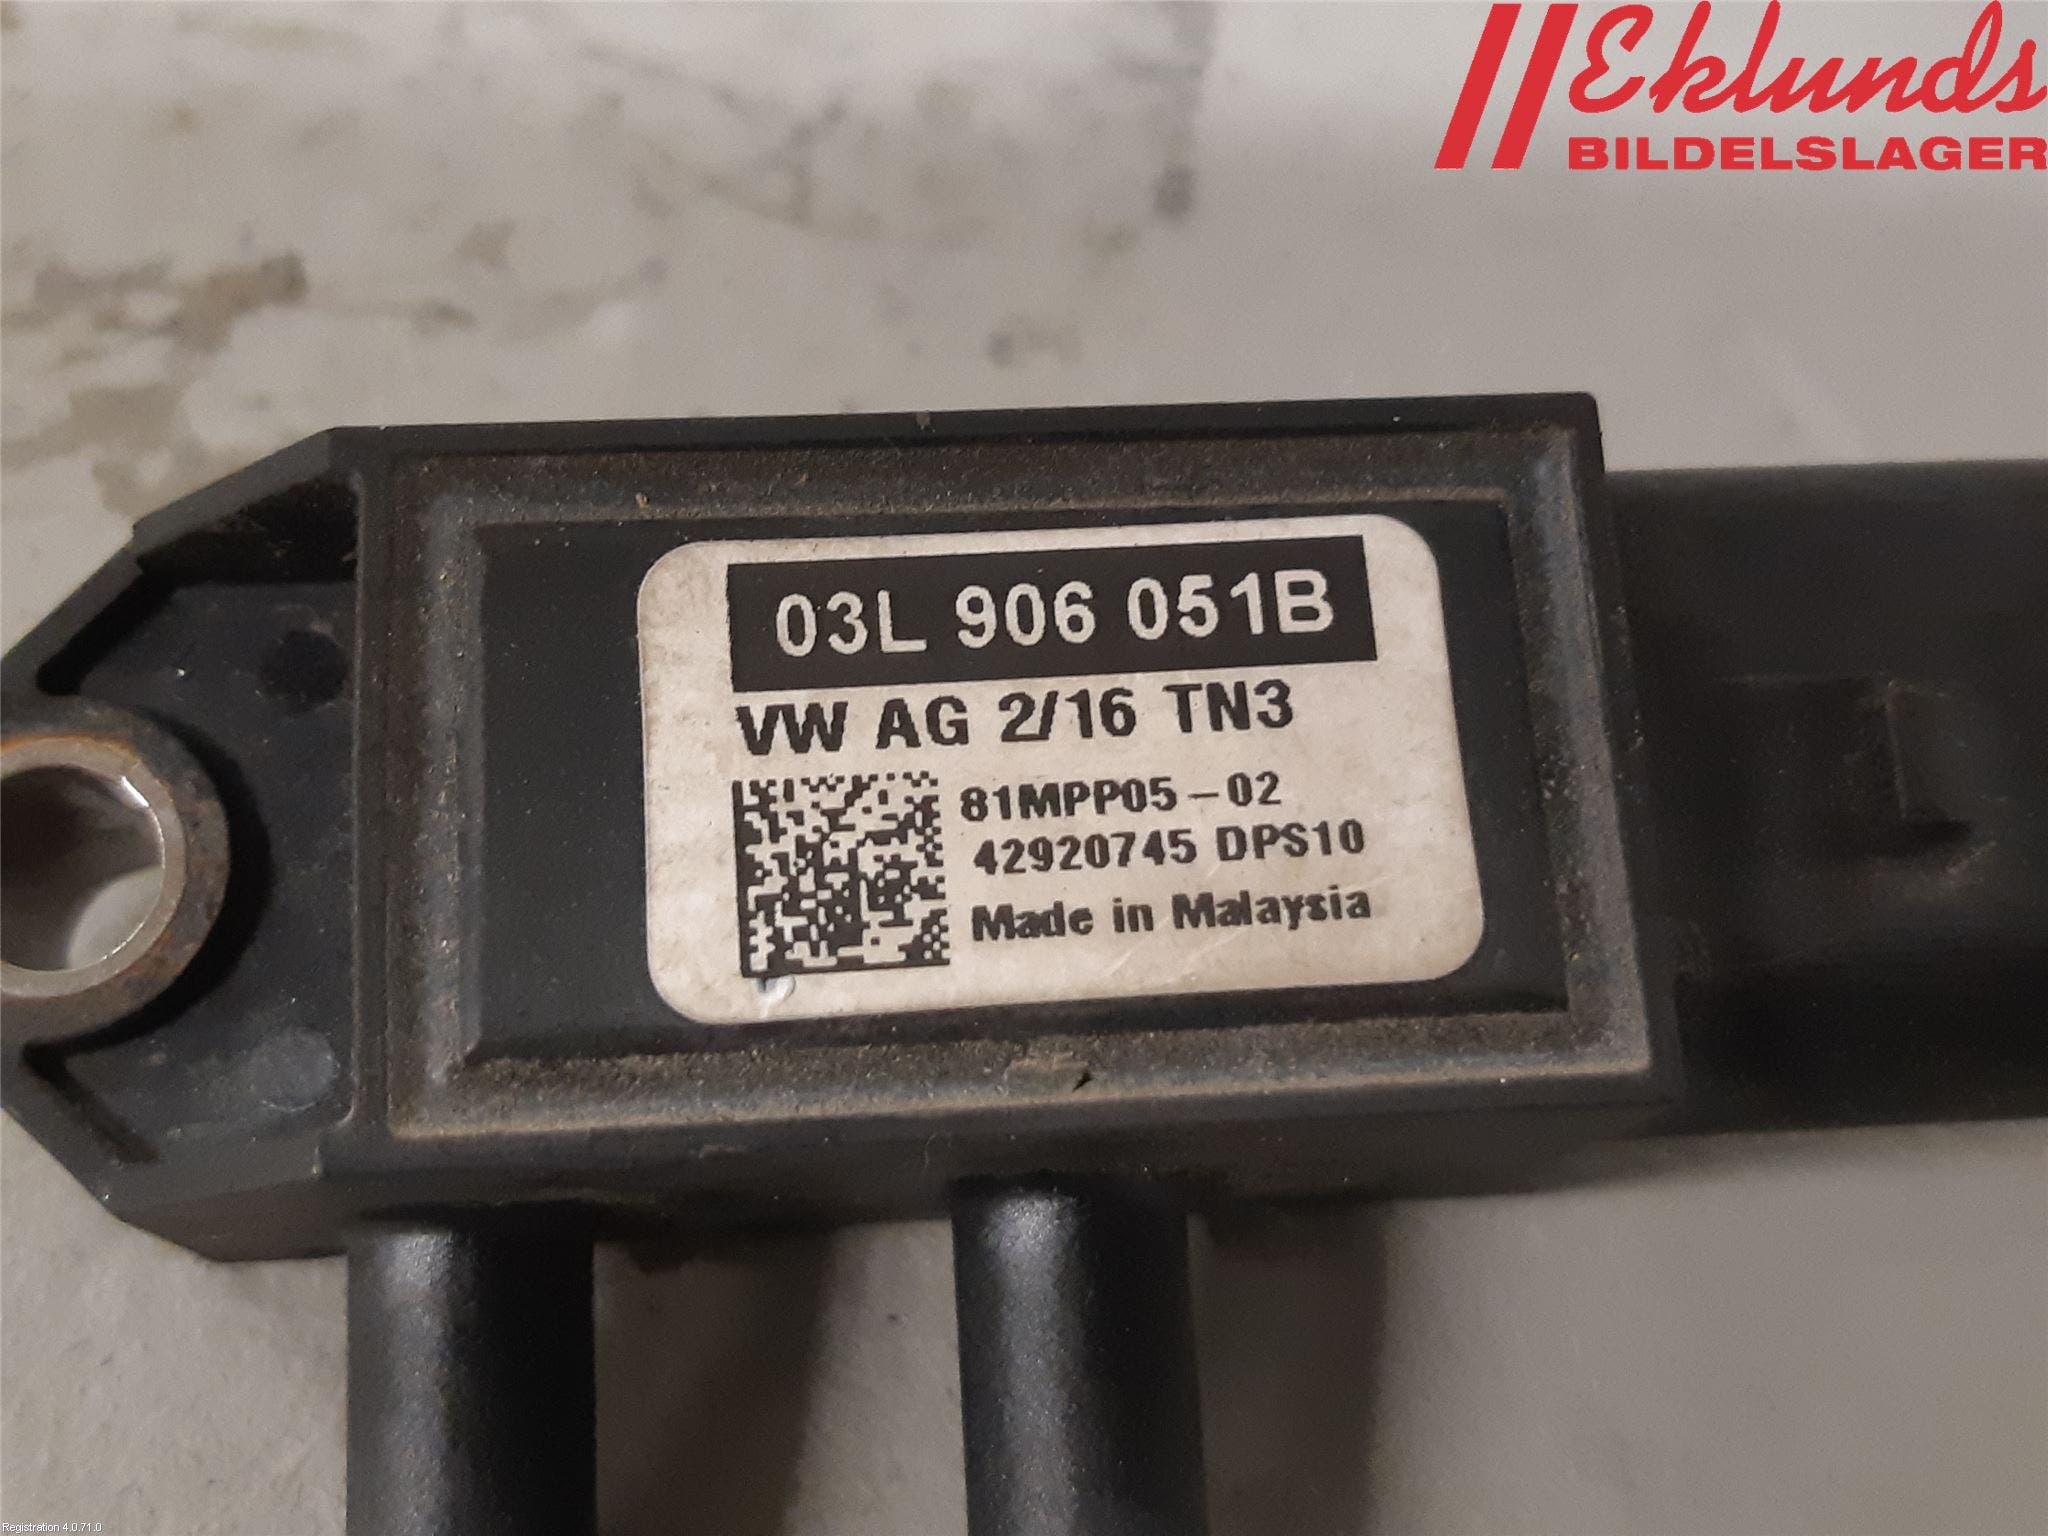 Eklunds
BILDELSLAGER
03L 906 051B
VW AG 2/16 TN3
81MPP05-02
42920745 DPS10
Made in Malaysia
Registration 4.0.71.0